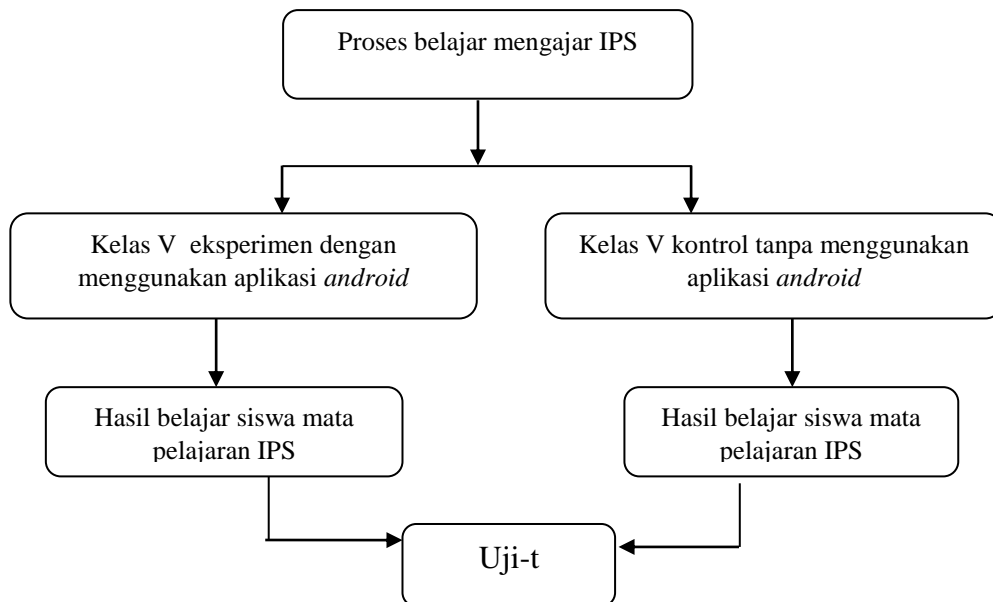 Proses belajar mengajar IPS
Kelas V eksperimen dengan
menggunakan aplikasi android
Kelas V kontrol tanpa menggunakan
aplikasi android
Hasil belajar siswa mata
pelajaran IPS
Hasil belajar siswa mata
pelajaran IPS
Uji-t